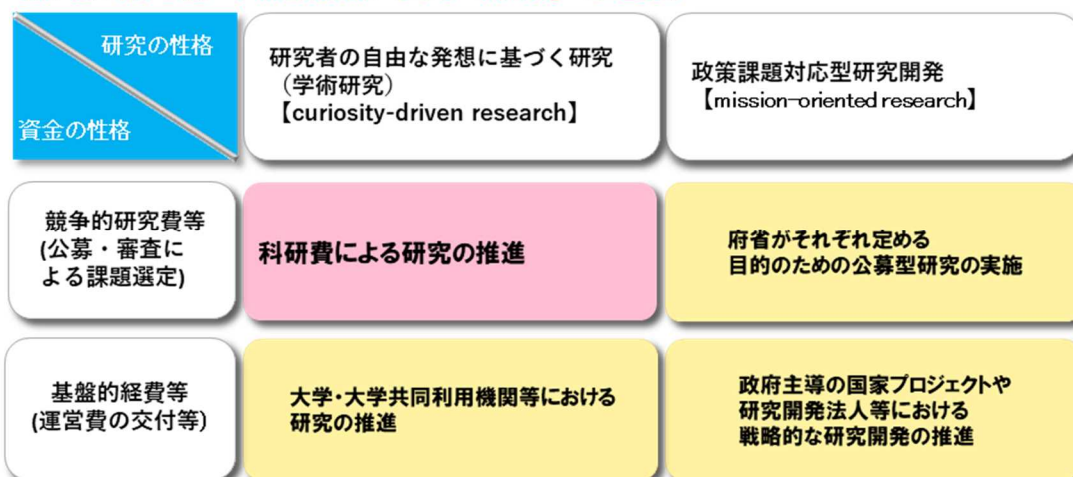 研究の性格
資金の性格
研究者の自由な発想に基づく研究
（学術研究）
【curiosity-driven research】
政策課題対応型研究開発
【mission-oriented research】
競争的研究費等
(公募・審査に
よる課題選定)
科研費による研究の推進
府省がそれぞれ定める
目的のための公募型研究の実施
基盤的経費等
(運営費の交付等)
大学・大学共同利用機関等における
研究の推進
政府主導の国家プロジェクトや
研究開発法人等における
戦略的な研究開発の推進